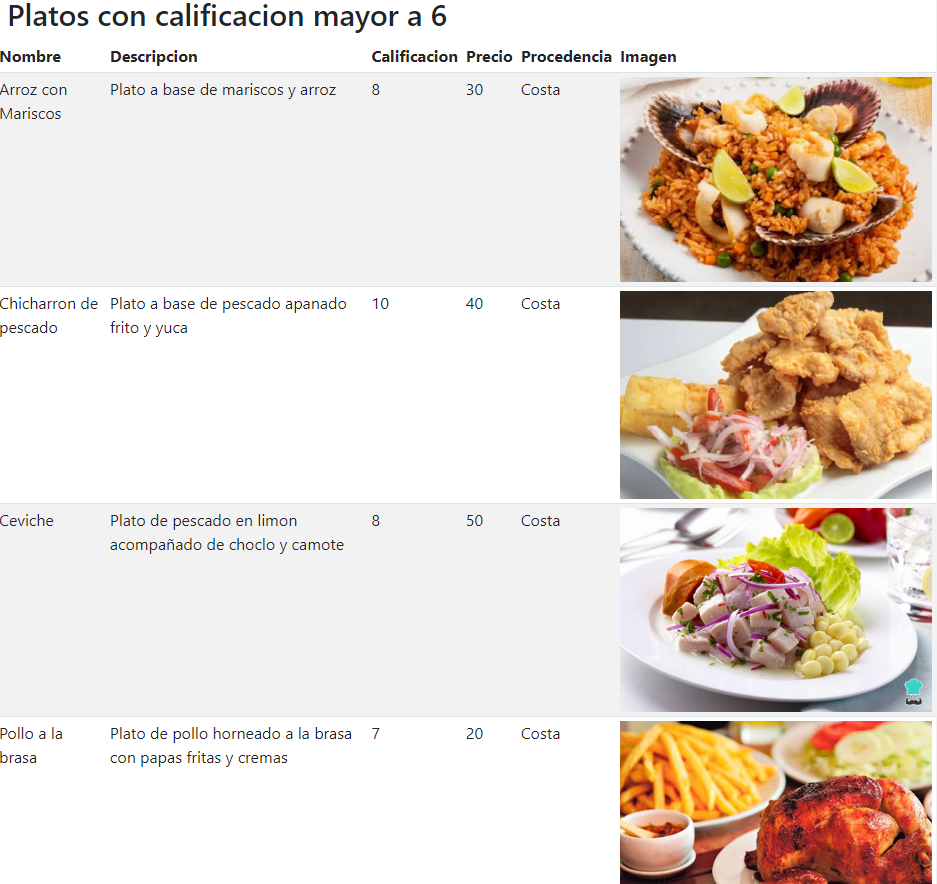 Platos con calificacion mayor a 6
Nombre Descripcion Calificacion Precio Procedencia Imagen
Arroz con Plato a base de mariscos y arroz 8 30 Costa
Mariscos
Chicharron de Plato a base de pescado apanado 10 40 Costa
pescado frito y yuca
Ceviche Plato de pescado en limon 8 50 Costa
acompañado de choclo y camote
Pollo a la Plato de pollo horneado a la brasa 7 20 Costa
brasa con papas fritas y cremas